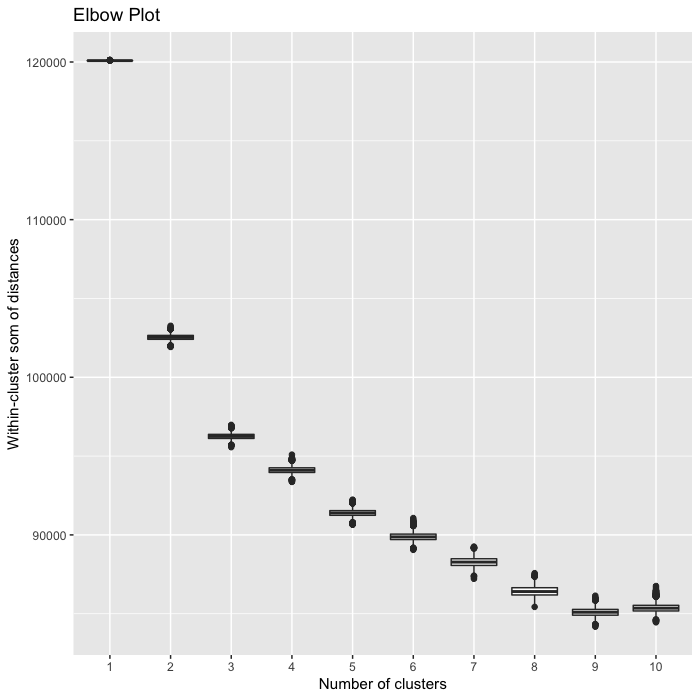 Elbow Plot
120000
110000
100000
90000
Within-cluster som of distances
1 2 3 4 5 6 7 8 9 10
Number of clusters